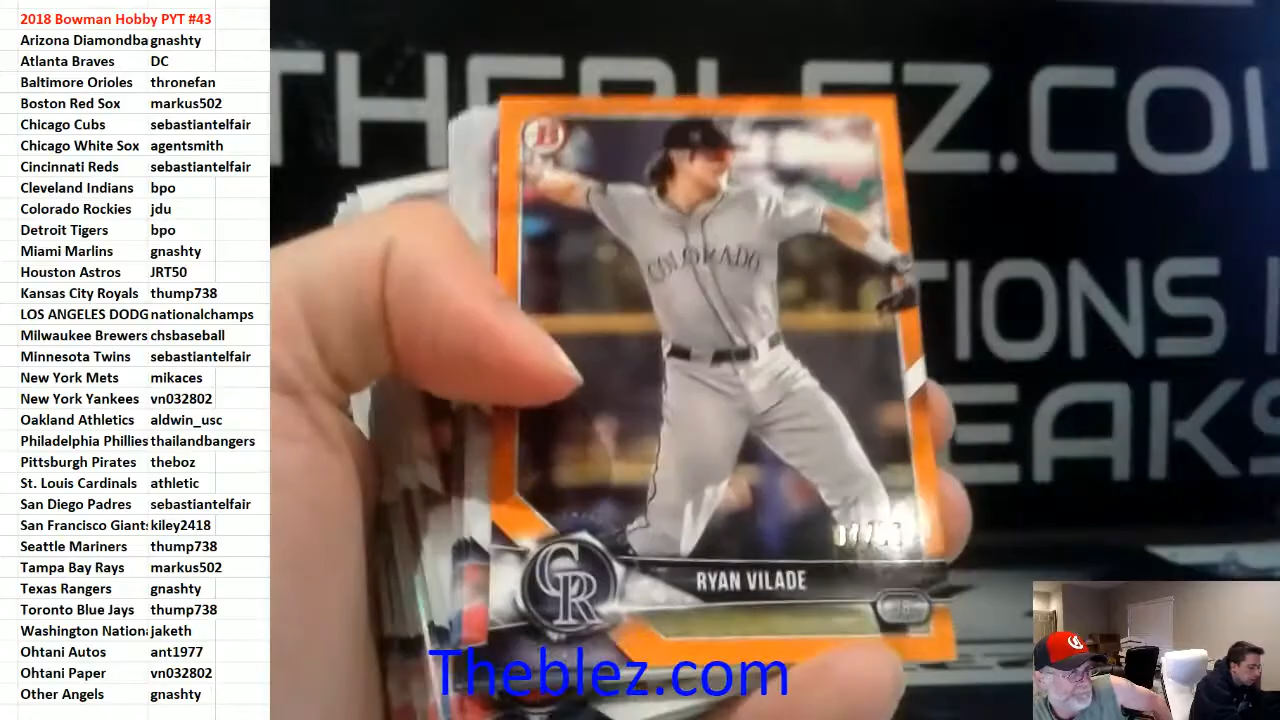 2018 Bowman Hobby PYT #43
Arizona Diamondba gnashty
Atlanta Braves DC
Baltimore Orioles thronefan
Boston Red Sox markus502
Chicago Cubs sebastiantelfair
Chicago White Sox agentsmith
Cincinnati Reds sebastiantelfair
Cleveland Indians bpo
Colorado Rockies jdu
Detroit Tigers bpo
Miami Marlins gnashty
Houston Astros JRT50
Kansas City Royals thump738
LOS ANGELES DODG nationalchamps
Milwaukee Brewers chsbaseball
Minnesota Twins sebastiantelfair
New York Mets mikaces
New York Yankees vn032802
Oakland Athletics aldwin_usc
Philadelphia Phillies thailandbangers
Pittsburgh Pirates theboz
St. Louis Cardinals athletic
San Diego Padres sebastiantelfair
San Francisco Giants kiley2418
Seattle Mariners thump738
Tampa Bay Rays markus502
Texas Rangers gnashty
Toronto Blue Jays thump738
Washington Nation jaketh
Ohtani Autos ant1977
Ohtani Paper vn032802
Other Angels gnashty
THEBLEZ.CO
TIONS
EAKS
B
COLORADO
CR
RYAN VILADE
Theblez.com